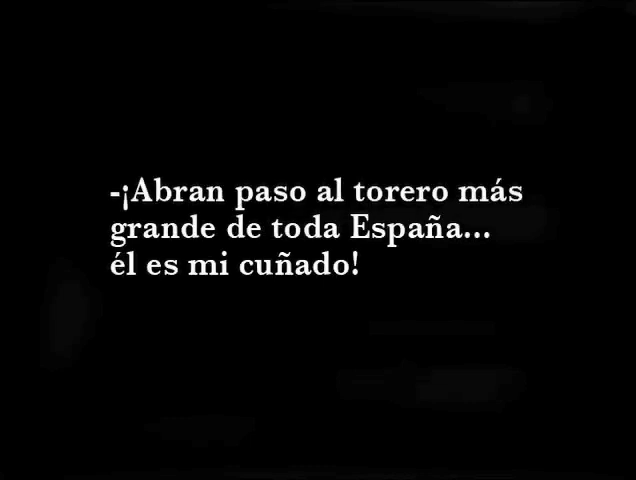 -¡Abran paso al torero más
grande de toda España...
él es mi cuñado!